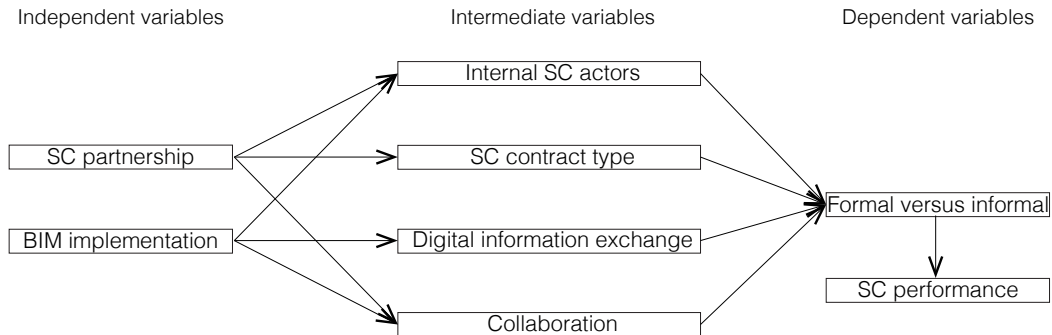 Independent variables
Intermediate variables
Dependent variables
Internal SC actors
SC partnership
SC contract type
Formal versus informal
BIM implementation
Digital information exchange
SC performance
Collaboration